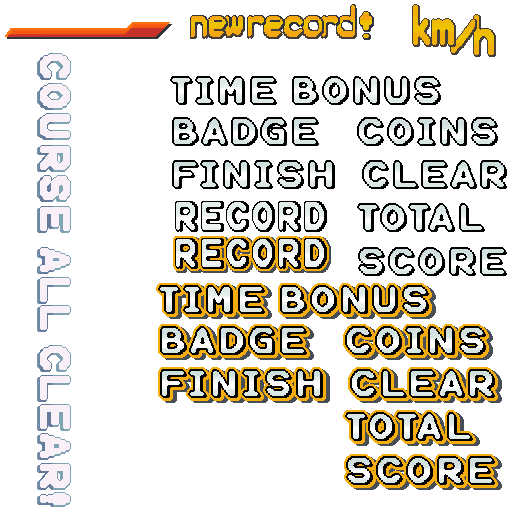 newrecord!
km/h
COURSE ALL CLEAR!
TIME BONUS
BADGE COINS
FINISH CLEAR
RECORD TOTAL
RECORD SCORE
TIME BONUS
BADGE COINS
FINISH CLEAR
TOTAL
SCORE